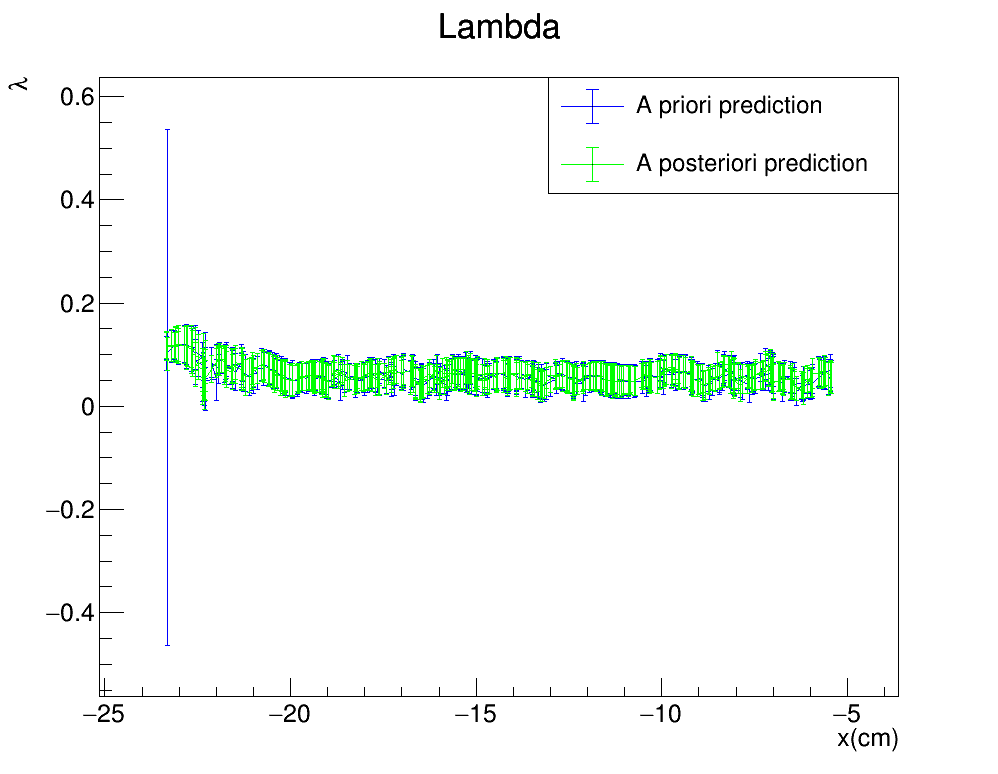 Lambda
λ
0.6
0.4
0.2
0
−0.2
−0.4
A priori prediction
A posteriori prediction
−25 −20 −15 −10 −5
x(cm)